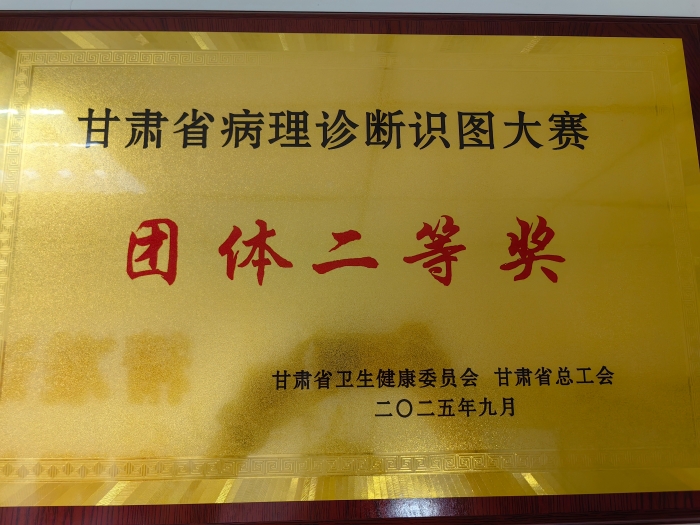 甘肃省病理诊断识图大赛
团体二等奖
甘肃省卫生健康委员会 甘肃省总工会
二〇二五年九月